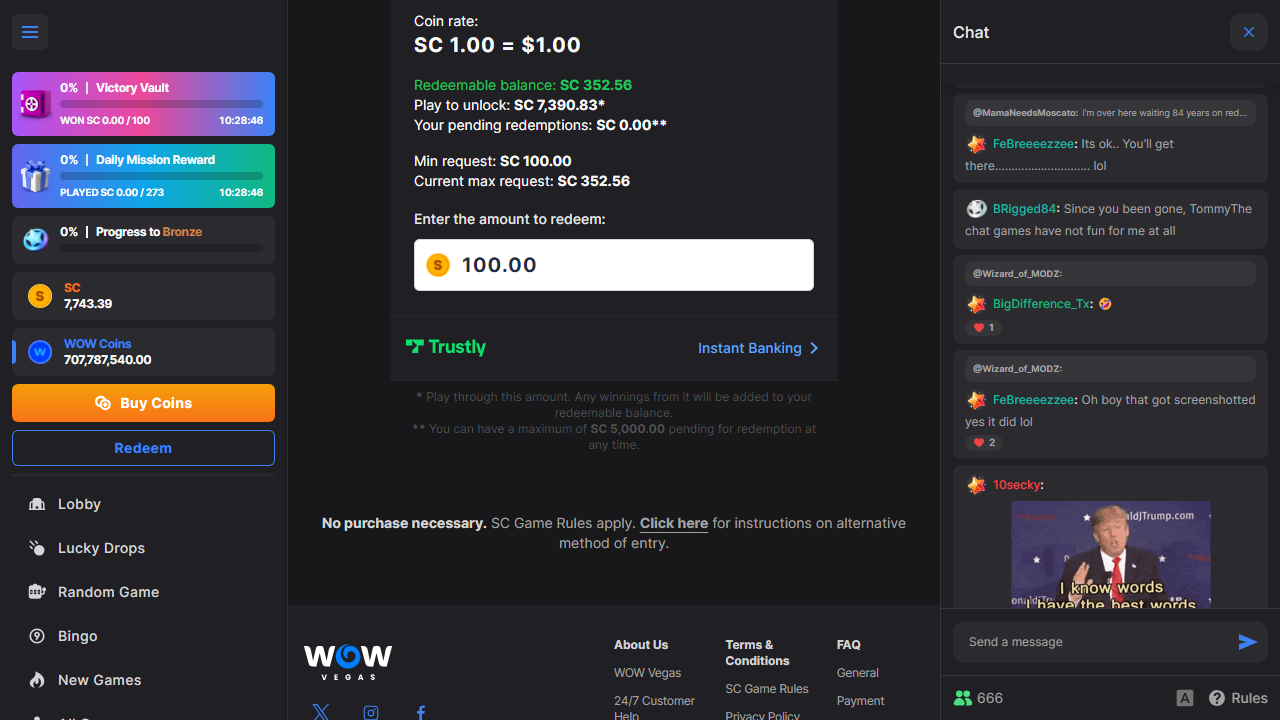 0% | Victory Vault
WON SC 0.00 / 100 10:28:46
0% | Daily Mission Reward
PLAYED SC 0.00 / 273 10:28:46
0% | Progress to Bronze
S
SC
7,743.39
W
WOW Coins
707,787,540.00
Buy Coins
Redeem
Lobby
Lucky Drops
Random Game
Bingo
New Games
Coin rate:
SC 1.00 = $1.00
Redeemable balance: SC 352.56
Play to unlock: SC 7,390.83*
Your pending redemptions: SC 0.00**
Min request: SC 100.00
Current max request: SC 352.56
Enter the amount to redeem:
S 100.00
Trustly Instant Banking
* Play through this amount. Any winnings from it will be added to your
redeemable balance.
** You can have a maximum of SC 5,000.00 pending for redemption at
any time.
No purchase necessary. SC Game Rules apply. Click here for instructions on alternative
method of entry.
WOW
VEGAS
About Us
WOW Vegas
24/7 Customer
Help
Terms &
Conditions
SC Game Rules
Privacy Policy
FAQ
General
Payment
Chat
@MamaNeedsMoscato: I'm over here waiting 84 years on red...
FeBreeeezzee: Its ok.. You'll get
there............................. lol
BRigged84: Since you been gone, TommyThe
chat games have not fun for me at all
@Wizard_of_MODZ:
BigDifference_Tx: 🤣
❤️ 1
@Wizard_of_MODZ:
FeBreeeezzee: Oh boy that got screenshotted
yes it did lol
❤️ 2
10secky:
ldJTrump.com
I know words
I have the best words
Send a message
666 A ? Rules